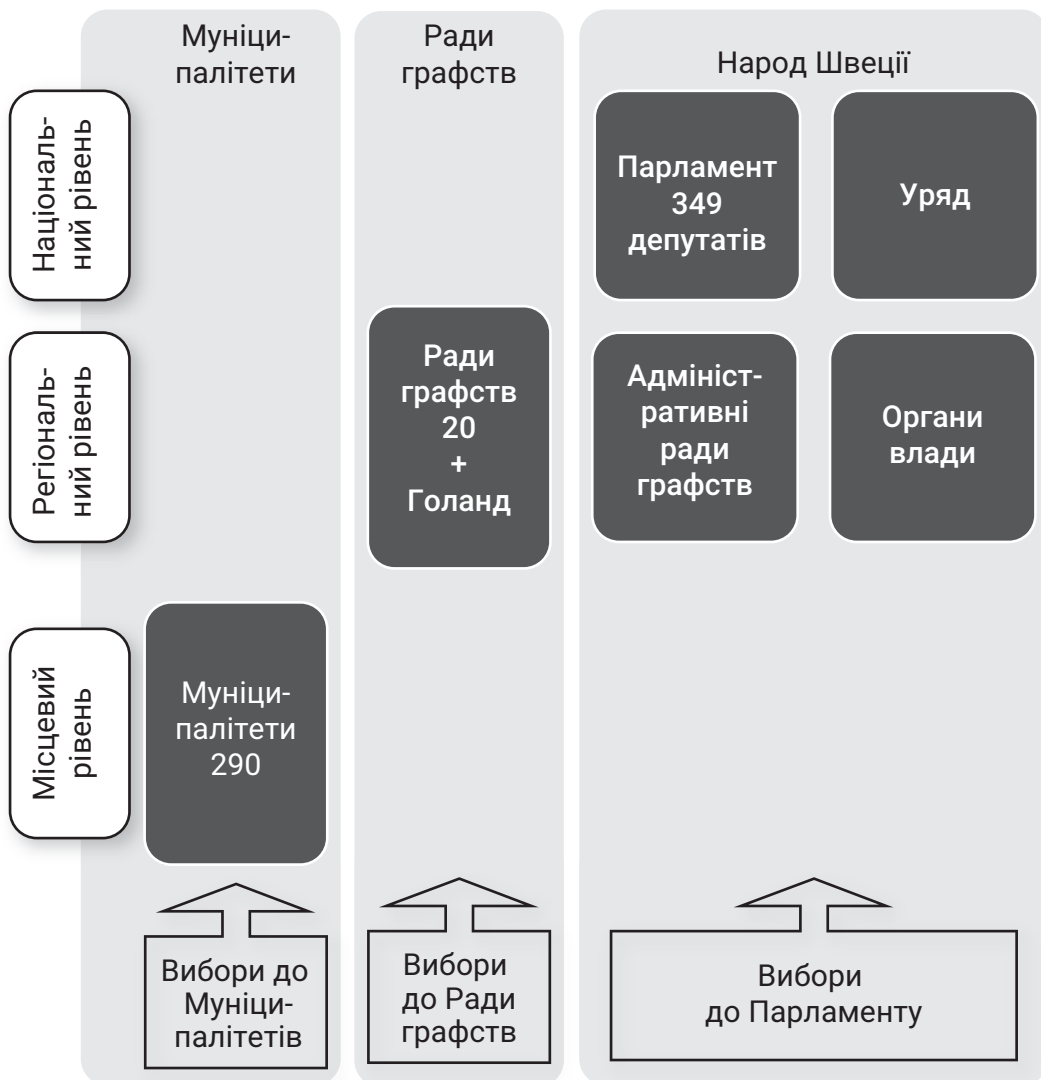 Муніци-
палітети
Ради
графств
Народ Швеції
Національ-
ний рівень
Парламент
349
депутатів
Уряд
Регіональ-
ний рівень
Ради
графств
20
+
Голанд
Адмініст-
ративні
ради
графств
Органи
влади
Місцевий
рівень
Муніци-
палітети
290
Вибори до
Муніци-
палітетів
Вибори
до Ради
графств
Вибори
до Парламенту